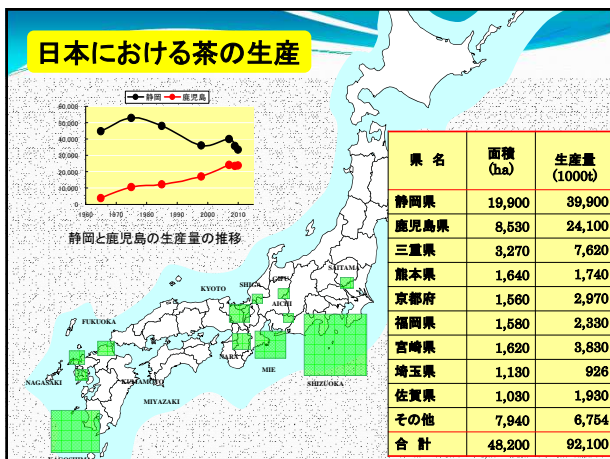 日本における茶の生産
静岡 鹿児島
60,000
50,000
40,000
30,000
20,000
10,000
0
1960 1970 1980 1990 2000 2010
静岡と鹿児島の生産量の推移
県 名 面積 (ha) 生産量 (1000t)
静岡県 19,900 39,900
鹿児島県 8,530 24,100
三重県 3,270 7,620
熊本県 1,640 1,740
京都府 1,560 2,970
福岡県 1,580 2,330
宮崎県 1,620 3,830
埼玉県 1,130 926
佐賀県 1,030 1,930
その他 7,940 6,754
合 計 48,200 92,100
SAITAMA
GIFU
SHIGA
KYOTO
AICHI
FUKUOKA
NARA
MIE
SHIZUOKA
NAGASAKI
KUMAMOTO
MIYAZAKI